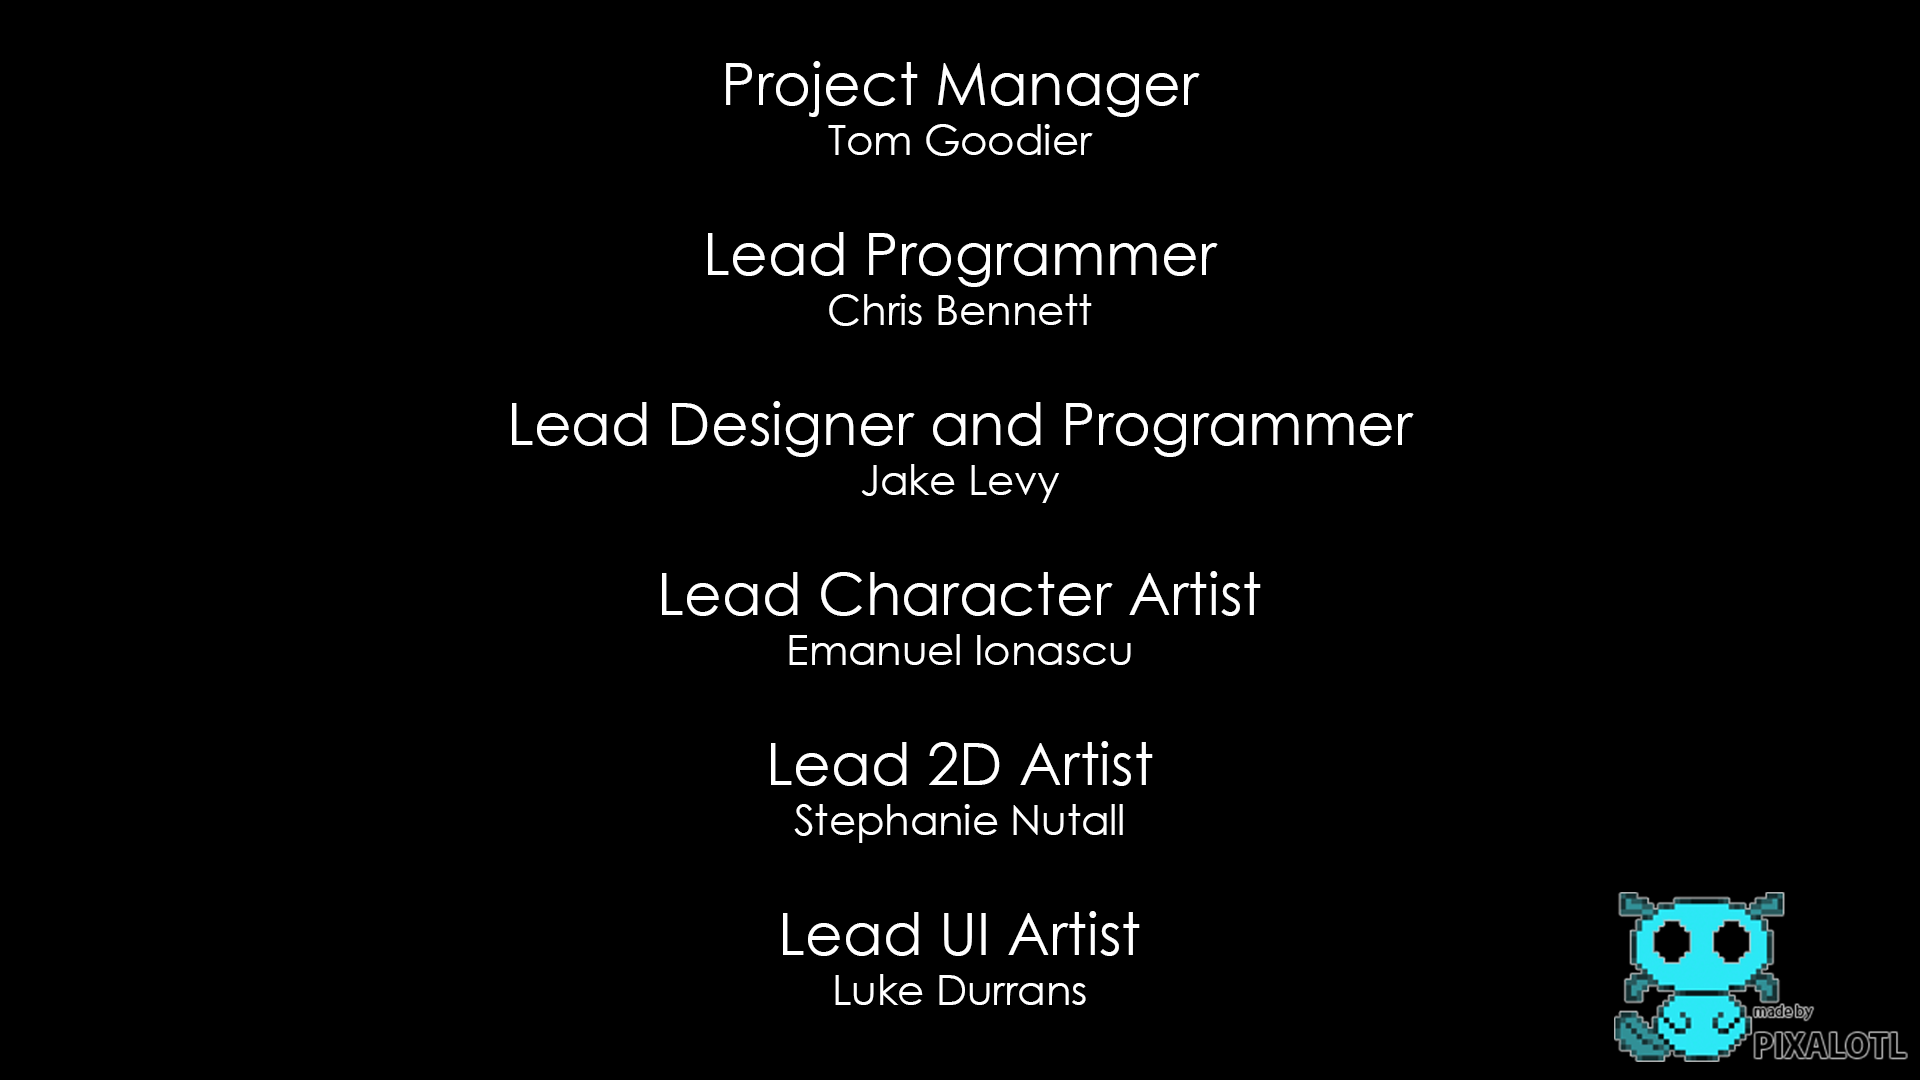 Project Manager
Tom Goodier
Lead Programmer
Chris Bennett
Lead Designer and Programmer
Jake Levy
Lead Character Artist
Emanuel Ionascu
Lead 2D Artist
Stephanie Nutall
Lead UI Artist
Luke Durrans
made by
PIXALOTL